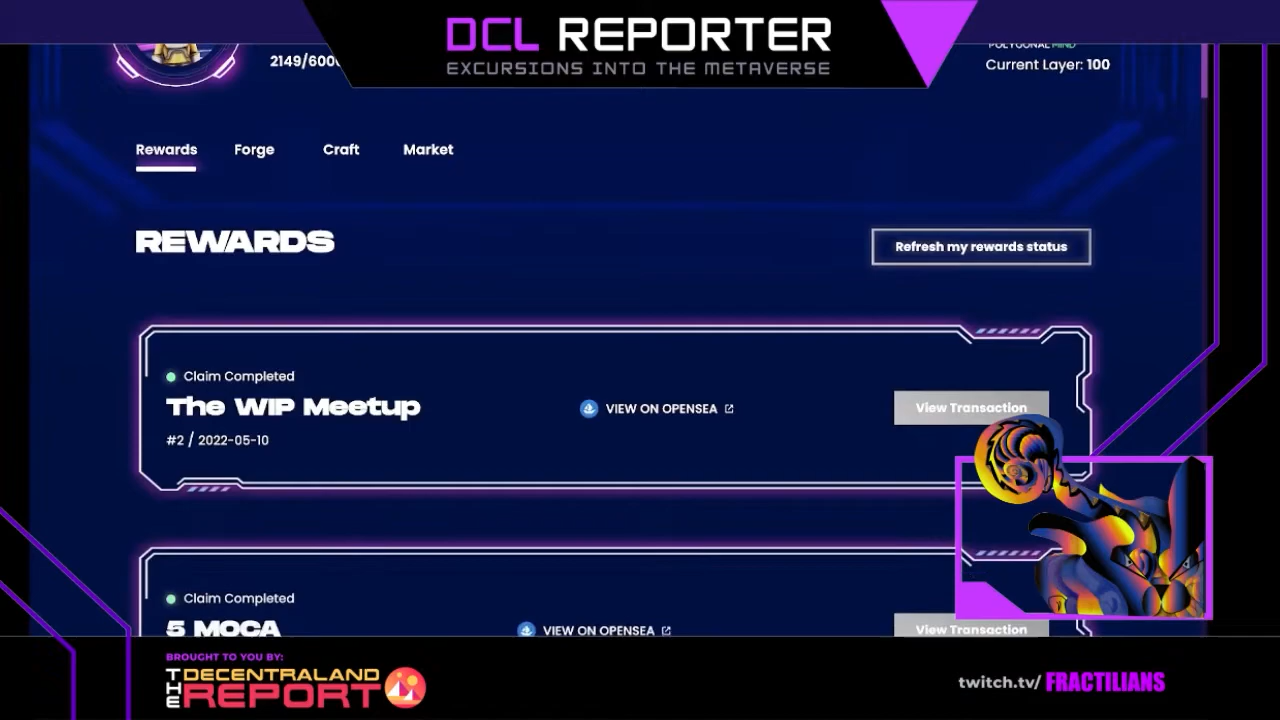 DCL REPORTER
EXCURSIONS INTO THE METAVERSE
POLYGONAL MIND
2149/600
Current Layer: 100
Rewards Forge Craft Market
REWARDS
Refresh my rewards status
Claim Completed
The WIP Meetup
VIEW ON OPENSEA
View Transaction
#2 / 2022-05-10
Claim Completed
5 MOCA
VIEW ON OPENSEA
View Transaction
BROUGHT TO YOU BY:
THE DECENTRALAND
REPORT
twitch.tv/ FRACTILIANS